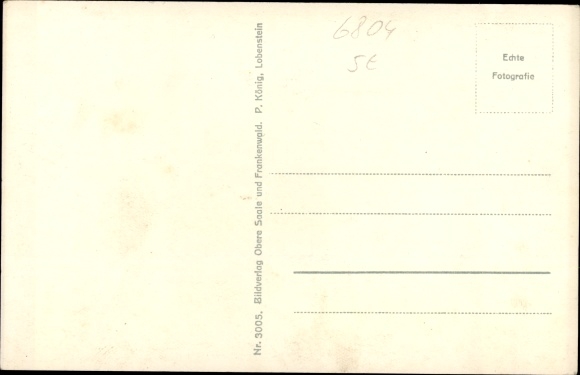 6804
5€
Echte
Fotografie
Nr. 3005. Bildverlag Obere Saale und Frankenwald. P. König, Lobenstein